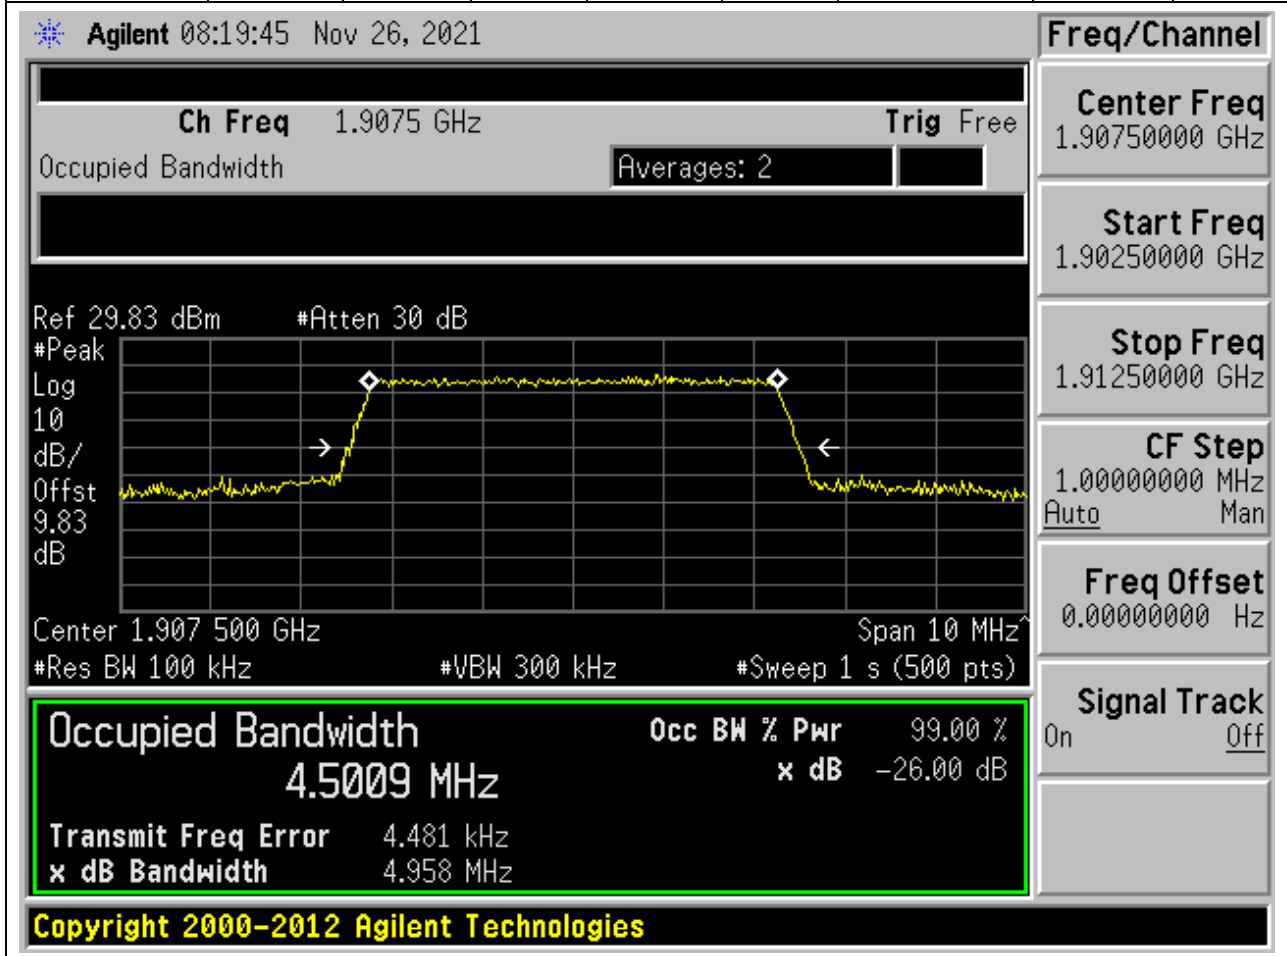 Agilent 08:19:45 Nov 26, 2021
Freq/Channel
Ch Freq 1.9075 GHz Trig Free
Occupied Bandwidth Averages: 2
Center Freq
1.90750000 GHz
Start Freq
1.90250000 GHz
Stop Freq
1.91250000 GHz
CF Step
1.00000000 MHz
Auto Man
Freq Offset
0.00000000 Hz
Signal Track
On Off
Ref 29.83 dBm #Atten 30 dB
#Peak
Log
10
dB/
Offst
9.83
dB
Center 1.907 500 GHz Span 10 MHz^
#Res BW 100 kHz #VBW 300 kHz #Sweep 1 s (500 pts)
Occupied Bandwidth Occ BW % Pwr 99.00 %
4.5009 MHz x dB -26.00 dB
Transmit Freq Error 4.481 kHz
x dB Bandwidth 4.958 MHz
Copyright 2000-2012 Agilent Technologies